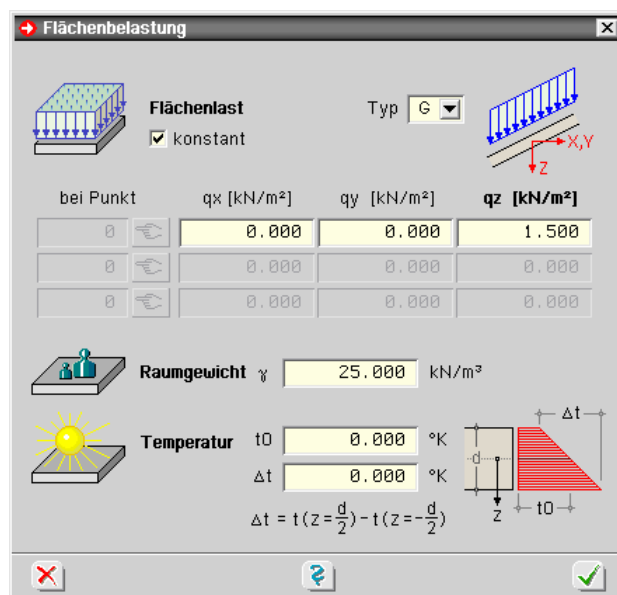 Flächenbelastung
Flächenlast Typ G
konstant
X,Y
Z
bei Punkt qx [kN/m²] qy [kN/m²] qz [kN/m²]
0 0.000 0.000 1.500
0 0.000 0.000 0.000
0 0.000 0.000 0.000
Raumgewicht γ 25.000 kN/m³
Temperatur t0 0.000 °K
Δt 0.000 °K
Δt = t(z=d/2)-t(z=-d/2)
Δt
d
z
t0